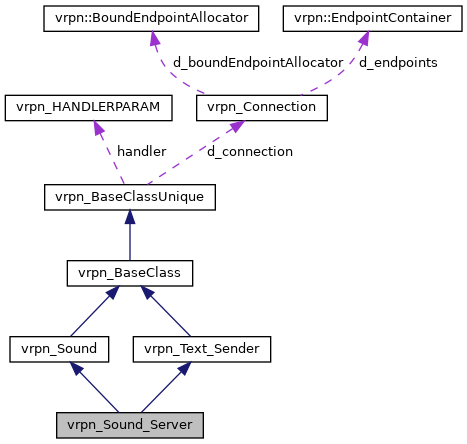 vrpn::BoundEndpointAllocator
vrpn::EndpointContainer
d_boundEndpointAllocator
d_endpoints
vrpn_HANDLERPARAM
vrpn_Connection
handler
d_connection
vrpn_BaseClassUnique
vrpn_BaseClass
vrpn_Sound
vrpn_Text_Sender
vrpn_Sound_Server